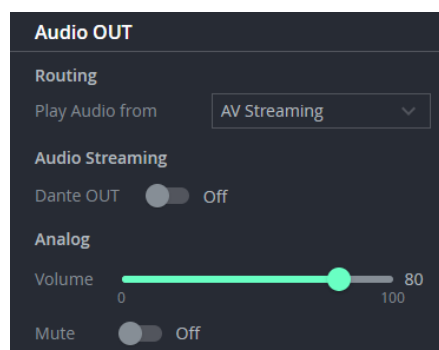 Audio OUT
Routing
Play Audio from AV Streaming
Audio Streaming
Dante OUT Off
Analog
Volume 80
0 100
Mute Off